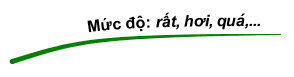 Mức độ: rất, hơi, quá,...